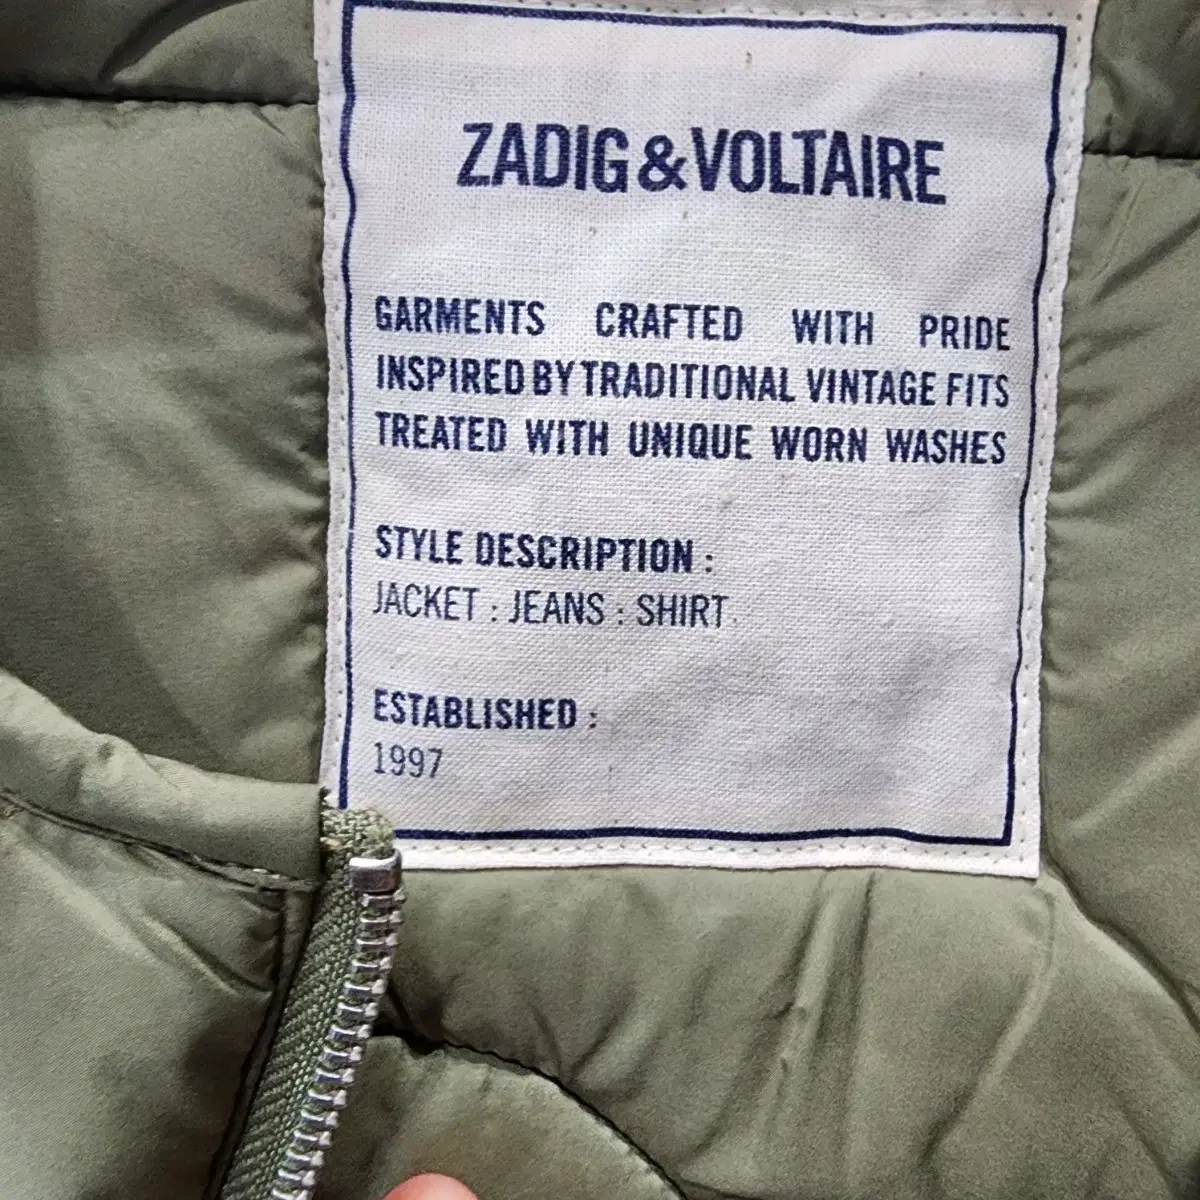 ZADIG&VOLTAIRE
GARMENTS CRAFTED WITH PRIDE
INSPIRED BY TRADITIONAL VINTAGE FITS
TREATED WITH UNIQUE WORN WASHES
STYLE DESCRIPTION :
JACKET : JEANS : SHIRT
ESTABLISHED :
1997